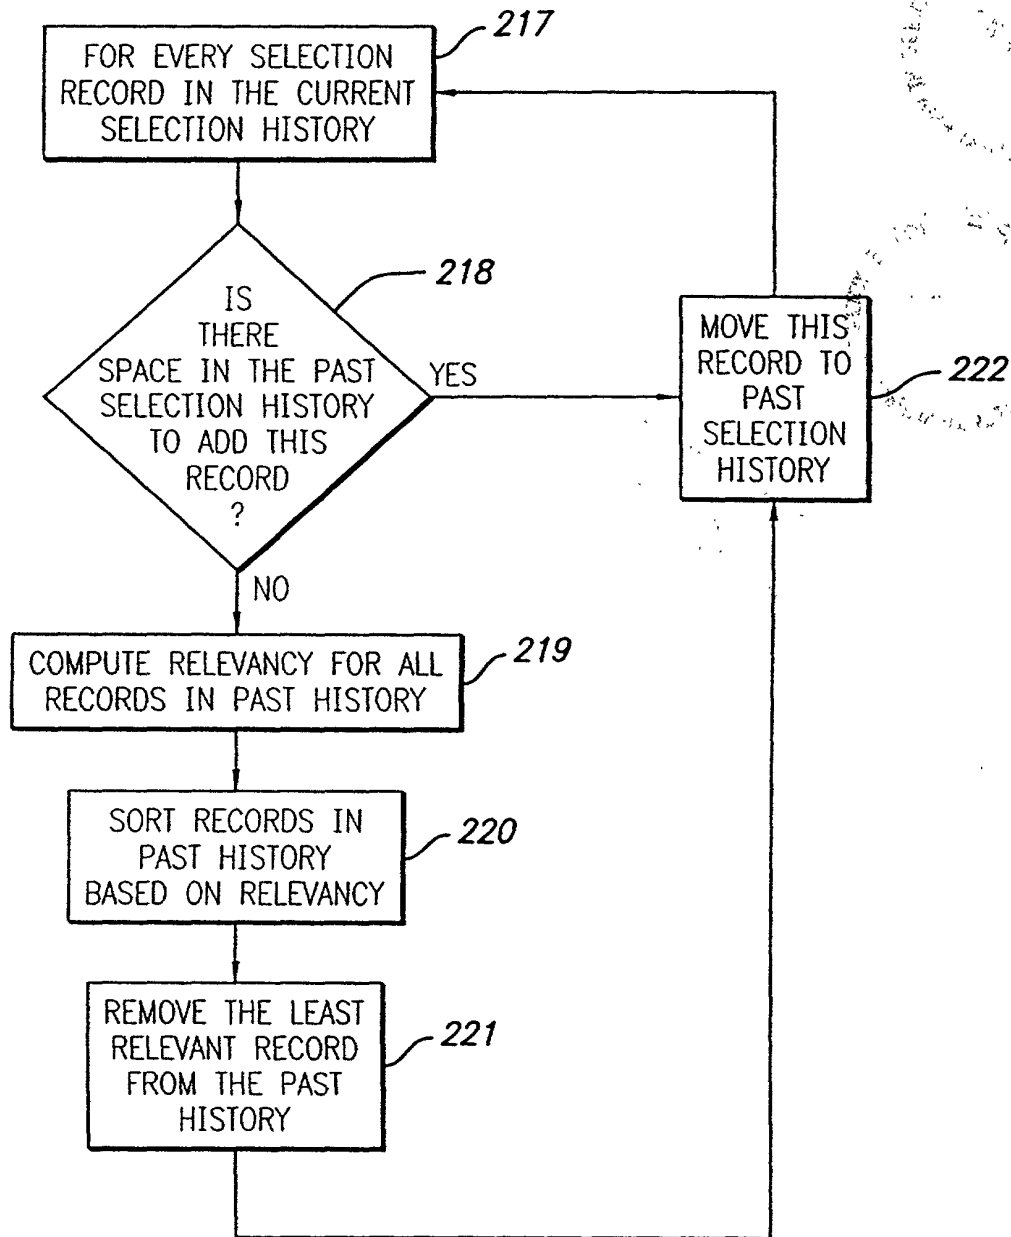 217
FOR EVERY SELECTION
RECORD IN THE CURRENT
SELECTION HISTORY
218
IS
THERE
SPACE IN THE PAST
SELECTION HISTORY
TO ADD THIS
RECORD
?
YES
MOVE THIS
RECORD TO
PAST
SELECTION
HISTORY
222
NO
COMPUTE RELEVANCY FOR ALL
RECORDS IN PAST HISTORY
219
SORT RECORDS IN
PAST HISTORY
BASED ON RELEVANCY
220
REMOVE THE LEAST
RELEVANT RECORD
FROM THE PAST
HISTORY
221